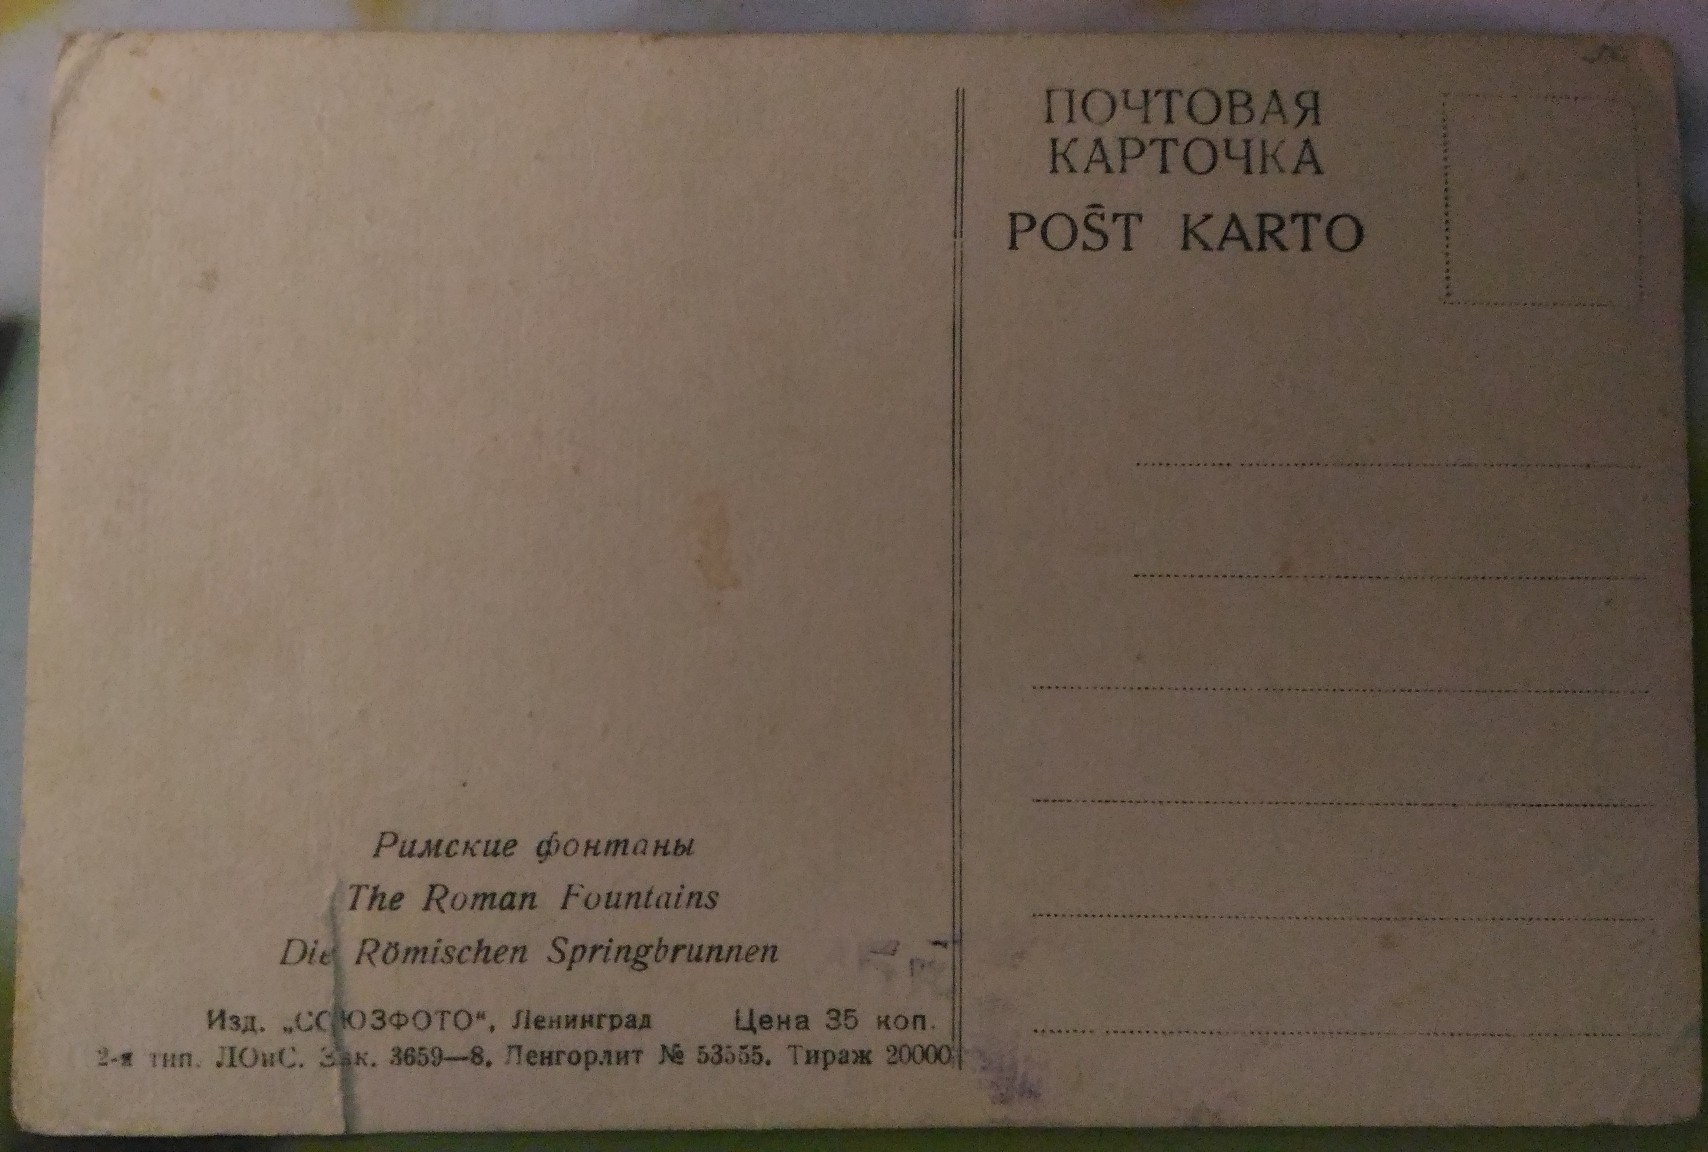 ПОЧТОВАЯ
КАРТОЧКА
POŜT KARTO
Римские фонтаны
The Roman Fountains
Die Römischen Springbrunnen
Изд. „СОЮЗФОТО“, Ленинград Цена 35 коп.
2-я тип. ЛОиС. Зак. 3659—8. Ленгорлит № 53555. Тираж 20000